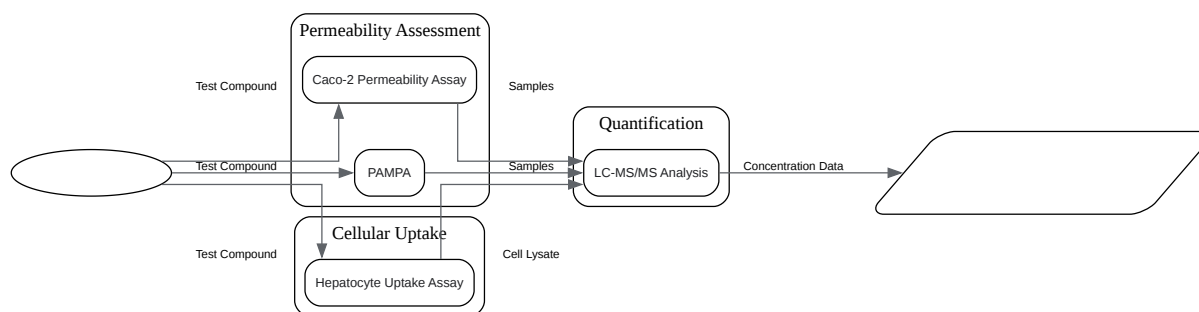 Permeability Assessment
Test Compound
Caco-2 Permeability Assay
Samples
Quantification
Test Compound
PAMPA
Samples
LC-MS/MS Analysis
Concentration Data
Cellular Uptake
Test Compound
Cell Lysate
Hepatocyte Uptake Assay